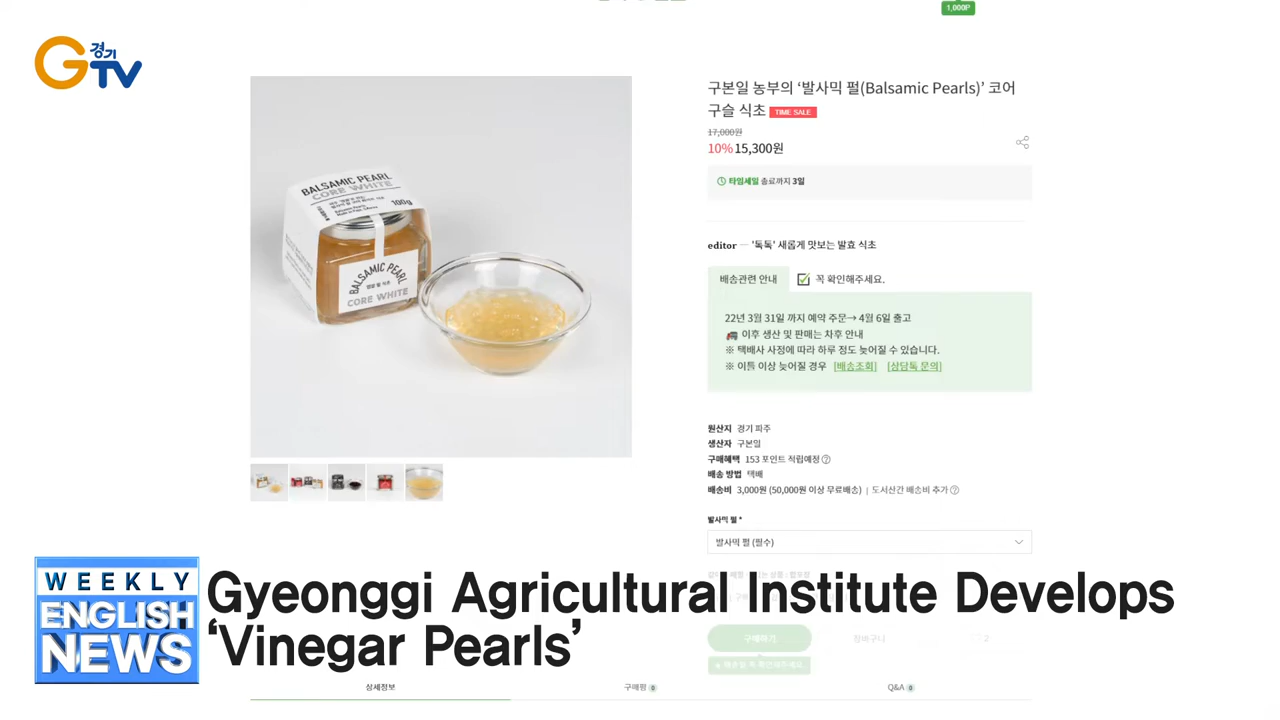 1,000P
경기
GTV
구본일 농부의 ‘발사믹 펄(Balsamic Pearls)’ 코어
구슬 식초 TIME SALE
17,000원
10% 15,300원
타임세일 종료까지 3일
BALSAMIC PEARL
CORE WHITE
100g
BALSAMIC PEARL
CORE WHITE
editor — '톡톡' 새롭게 맛보는 발효 식초
배송관련 안내 꼭 확인해주세요.
22년 3월 31일 까지 예약 주문→ 4월 6일 출고
이후 생산 및 판매는 차후 안내
※ 택배사 사정에 따라 하루 정도 늦어질 수 있습니다.
※ 이틀 이상 늦어질 경우 [배송조회] [상담톡 문의]
원산지 경기 파주
생산자 구본일
구매혜택 153 포인트 적립예정
배송 방법 택배
배송비 3,000원 (50,000원 이상 무료배송) | 도서산간 배송비 추가
발사믹 펄 *
발사믹 펄 (필수)
WEEKLY
ENGLISH
NEWS
Gyeonggi Agricultural Institute Develops
‘Vinegar Pearls’
구매하기 장바구니 2
상세정보 구매평 0 Q&A 0